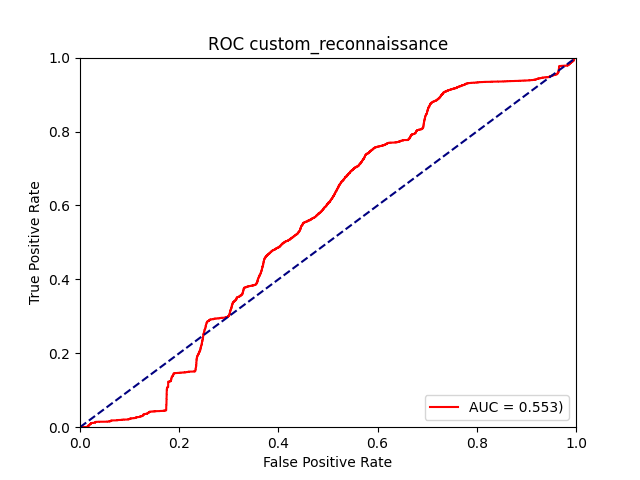 ROC custom_reconnaissance
1.0
0.8
0.6
0.4
0.2
0.0
True Positive Rate
AUC = 0.553)
0.0 0.2 0.4 0.6 0.8 1.0
False Positive Rate